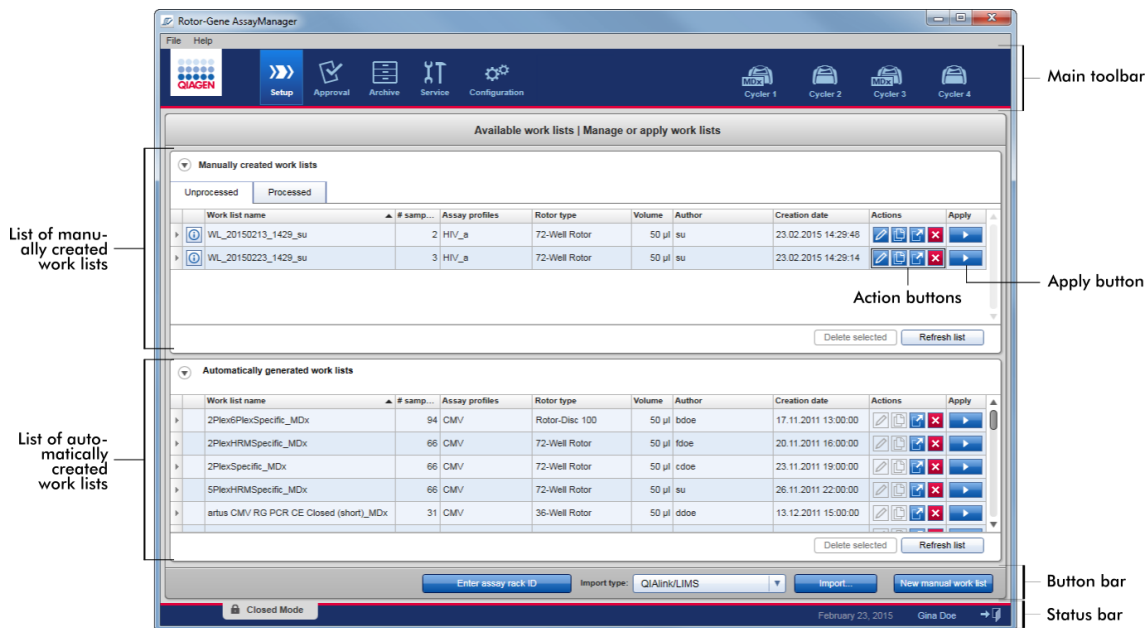 Rotor-Gene AssayManager
File Help
QIAGEN
Setup Approval Archive Service Configuration
MDx Cycler 1 Cycler 2 MDx Cycler 3 Cycler 4
Main toolbar
Available work lists | Manage or apply work lists
Manually created work lists
Unprocessed Processed
Work list name # samp... Assay profiles Rotor type Volume Author Creation date Actions Apply
WL_20150213_1429_su 2 HIV_a 72-Well Rotor 50 µl su 23.02.2015 14:29:48
WL_20150223_1429_su 3 HIV_a 72-Well Rotor 50 µl su 23.02.2015 14:29:14
List of manu-
ally created
work lists
Action buttons
Apply button
Delete selected Refresh list
Automatically generated work lists
Work list name # samp... Assay profiles Rotor type Volume Author Creation date Actions Apply
2Plex6PlexSpecific_MDx 94 CMV Rotor-Disc 100 50 µl bdoe 17.11.2011 13:00:00
2PlexHRMSpecific_MDx 66 CMV 72-Well Rotor 50 µl fdoe 20.11.2011 16:00:00
2PlexSpecific_MDx 66 CMV 72-Well Rotor 50 µl cdoe 23.11.2011 19:00:00
5PlexHRMSpecific_MDx 66 CMV 72-Well Rotor 50 µl su 26.11.2011 22:00:00
artus CMV RG PCR CE Closed (short)_MDx 31 CMV 36-Well Rotor 50 µl ddoe 13.12.2011 15:00:00
List of auto-
matically
created
work lists
Delete selected Refresh list
Enter assay rack ID Import type: QIAlink/LIMS Import... New manual work list
Button bar
Closed Mode February 23, 2015 Gina Doe
Status bar